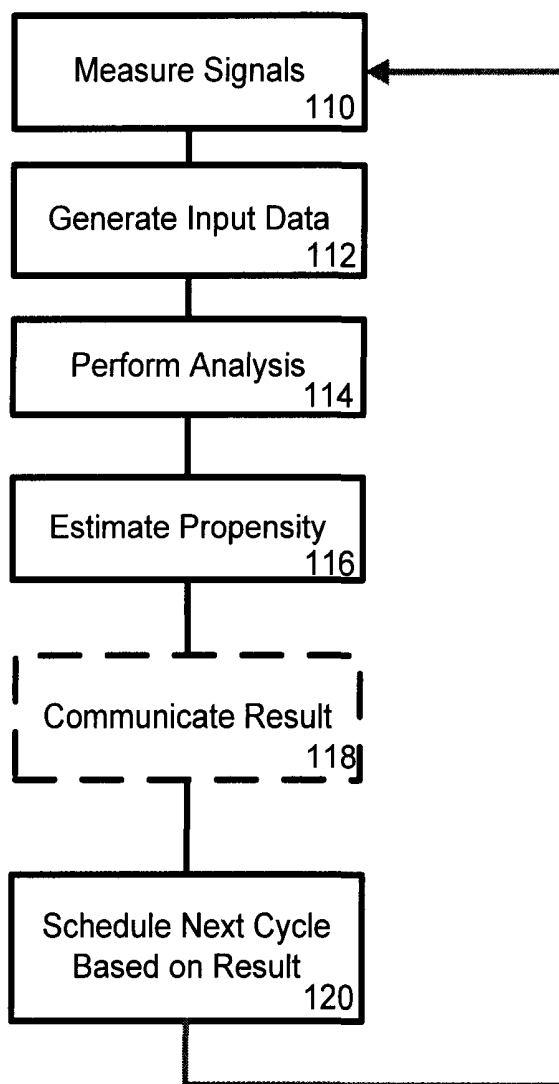 Measure Signals
110
Generate Input Data
112
Perform Analysis
114
Estimate Propensity
116
Communicate Result
118
Schedule Next Cycle
Based on Result
120